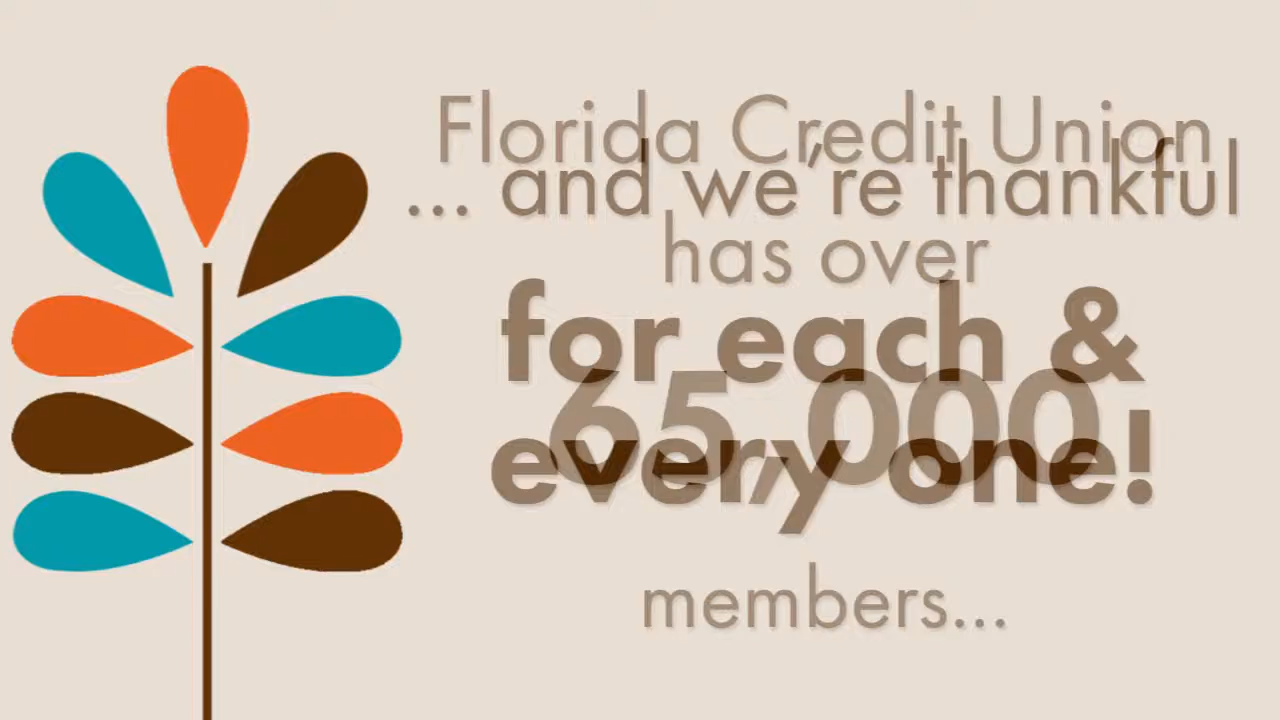 Florida Credit Union
has over
65,000
members...
... and we're thankful
for each &
every one!